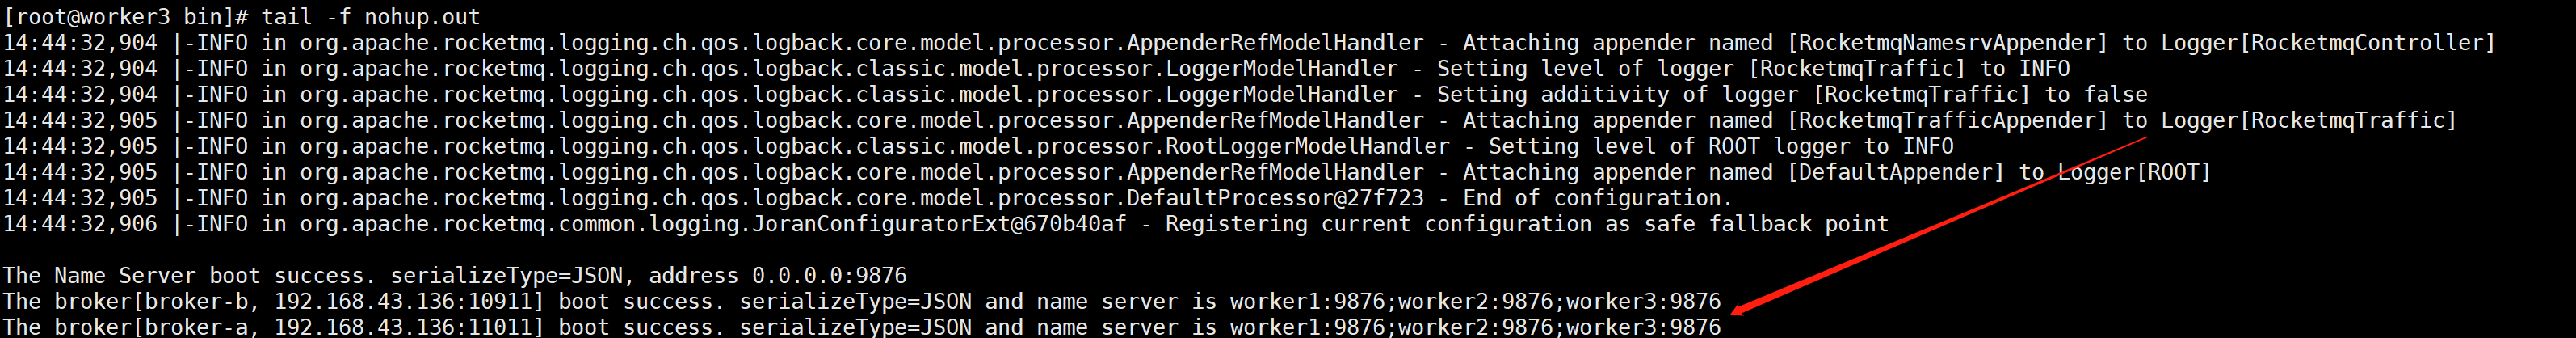 [root@worker3 bin]# tail -f nohup.out
14:44:32,904 |-INFO in org.apache.rocketmq.logging.ch.qos.logback.core.model.processor.AppenderRefModelHandler - Attaching appender named [RocketmqNamesrvAppender] to Logger[RocketmqController]
14:44:32,904 |-INFO in org.apache.rocketmq.logging.ch.qos.logback.classic.model.processor.LoggerModelHandler - Setting level of logger [RocketmqTraffic] to INFO
14:44:32,904 |-INFO in org.apache.rocketmq.logging.ch.qos.logback.classic.model.processor.LoggerModelHandler - Setting additivity of logger [RocketmqTraffic] to false
14:44:32,905 |-INFO in org.apache.rocketmq.logging.ch.qos.logback.core.model.processor.AppenderRefModelHandler - Attaching appender named [RocketmqTrafficAppender] to Logger[RocketmqTraffic]
14:44:32,905 |-INFO in org.apache.rocketmq.logging.ch.qos.logback.classic.model.processor.RootLoggerModelHandler - Setting level of ROOT logger to INFO
14:44:32,905 |-INFO in org.apache.rocketmq.logging.ch.qos.logback.core.model.processor.AppenderRefModelHandler - Attaching appender named [DefaultAppender] to Logger[ROOT]
14:44:32,905 |-INFO in org.apache.rocketmq.logging.ch.qos.logback.core.model.processor.DefaultProcessor@27f723 - End of configuration.
14:44:32,906 |-INFO in org.apache.rocketmq.common.logging.JoranConfiguratorExt@670b40af - Registering current configuration as safe fallback point
The Name Server boot success. serializeType=JSON, address 0.0.0.0:9876
The broker[broker-b, 192.168.43.136:10911] boot success. serializeType=JSON and name server is worker1:9876;worker2:9876;worker3:9876
The broker[broker-a, 192.168.43.136:11011] boot success. serializeType=JSON and name server is worker1:9876;worker2:9876;worker3:9876